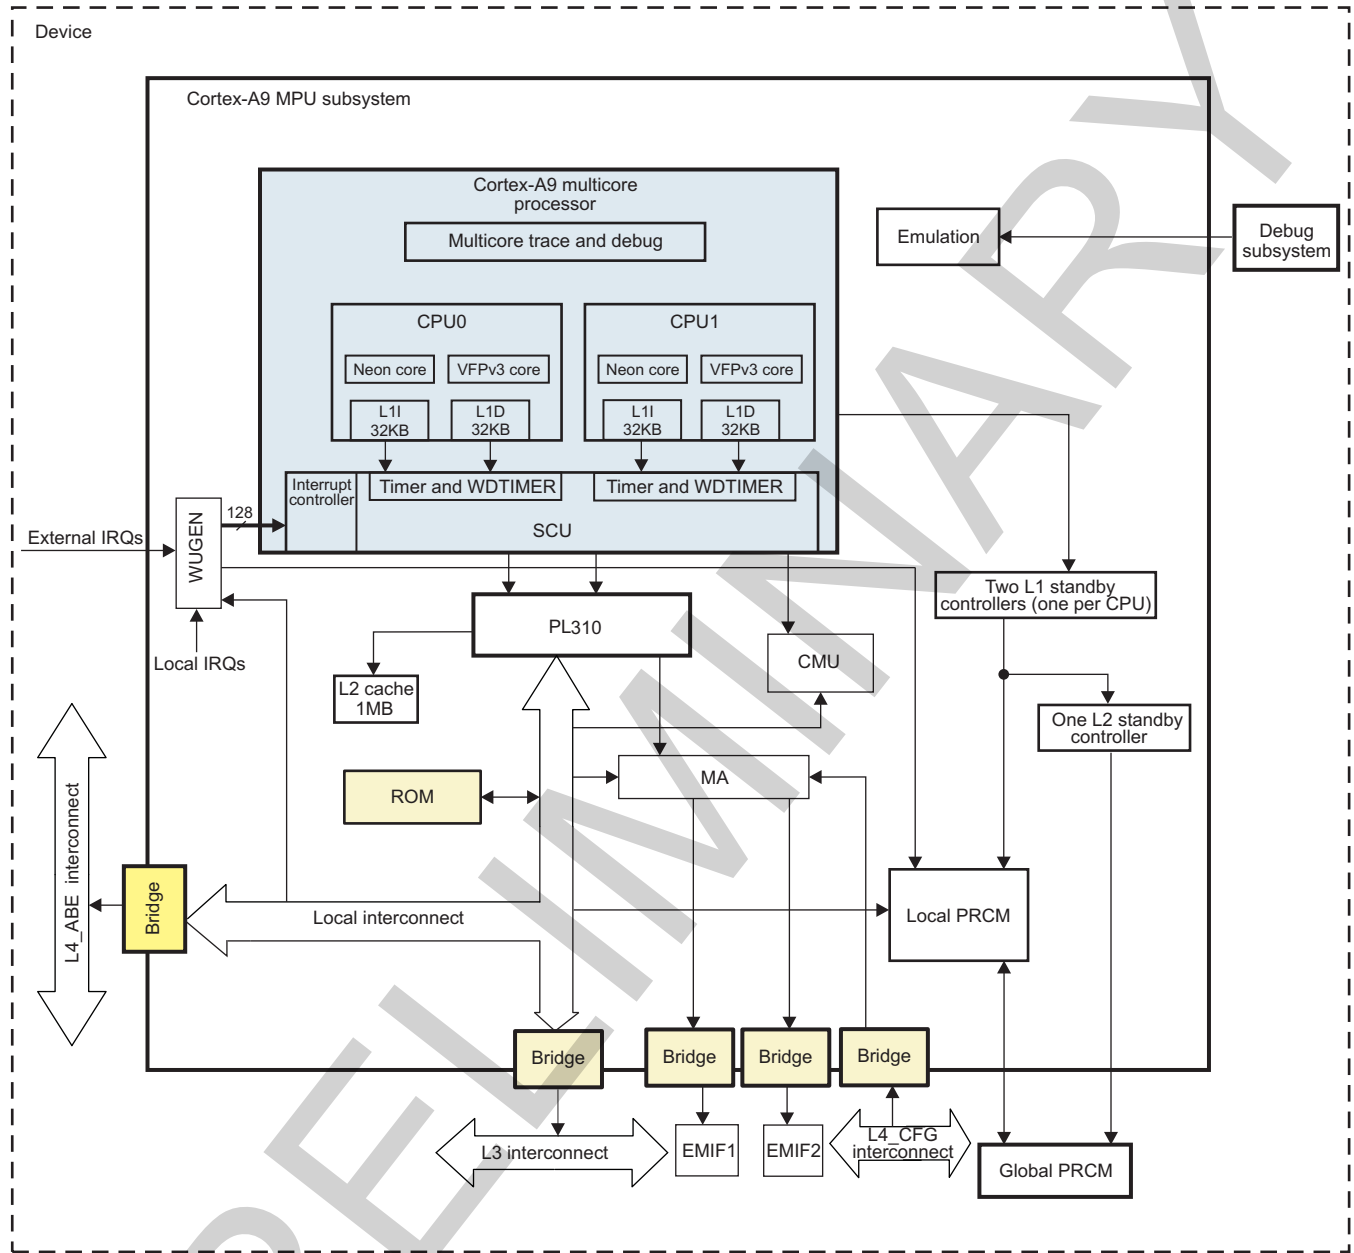 Device
Cortex-A9 MPU subsystem
Cortex-A9 multicore
processor
Multicore trace and debug
Emulation
Debug
subsystem
CPU0
CPU1
Neon core
VFPv3 core
Neon core
VFPv3 core
L1I
32KB
L1D
32KB
L1I
32KB
L1D
32KB
Interrupt
controller
Timer and WDTIMER
Timer and WDTIMER
SCU
128
External IRQs
WUGEN
Local IRQs
Two L1 standby
controllers (one per CPU)
PL310
CMU
L2 cache
1MB
One L2 standby
controller
MA
ROM
L4_ABE interconnect
Bridge
Local interconnect
Local PRCM
Bridge
Bridge
Bridge
Bridge
L3 interconnect
EMIF1
EMIF2
L4_CFG
interconnect
Global PRCM
PRELIMINARY